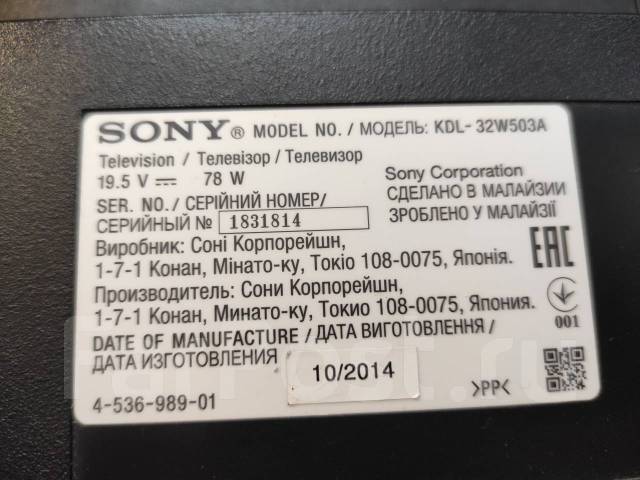 SONY® MODEL NO. / МОДЕЛЬ: KDL-32W503A
Television / Телевізор / Телевизор
19.5 V ⎓ 78 W
Sony Corporation
СДЕЛАНО В МАЛАЙЗИИ
ЗРОБЛЕНО У МАЛАЙЗІЇ
SER. NO./ СЕРІЙНИЙ НОМЕР/
СЕРИЙНЫЙ № 1831814
Виробник: Соні Корпорейшн,
1-7-1 Конан, Мінато-ку, Токіо 108-0075, Японія.
Производитель: Сони Корпорейшн,
1-7-1 Конан, Минато-ку, Токио 108-0075, Япония.
EAC
001
DATE OF MANUFACTURE / ДАТА ВИГОТОВЛЕННЯ /
ДАТА ИЗГОТОВЛЕНИЯ
10/2014
4-536-989-01
>PP<
FarPost.ru